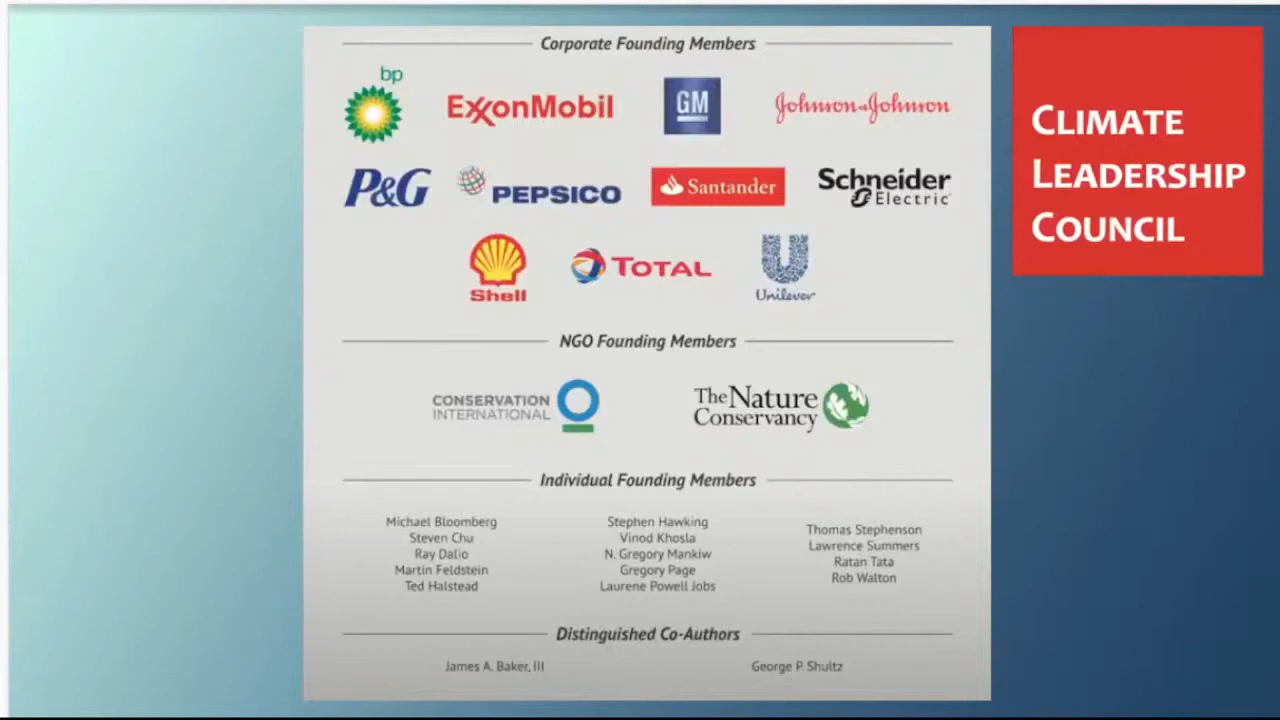 Corporate Founding Members
bp
ExxonMobil
GM
Johnson & Johnson
P&G
PEPSICO
Santander
Schneider
Electric
Shell
TOTAL
Unilever
NGO Founding Members
CONSERVATION
INTERNATIONAL
The Nature
Conservancy
Individual Founding Members
Michael Bloomberg
Steven Chu
Ray Dalio
Martin Feldstein
Ted Halstead
Stephen Hawking
Vinod Khosla
N. Gregory Mankiw
Gregory Page
Laurene Powell Jobs
Thomas Stephenson
Lawrence Summers
Ratan Tata
Rob Walton
Distinguished Co-Authors
James A. Baker, III
George P. Shultz
CLIMATE
LEADERSHIP
COUNCIL